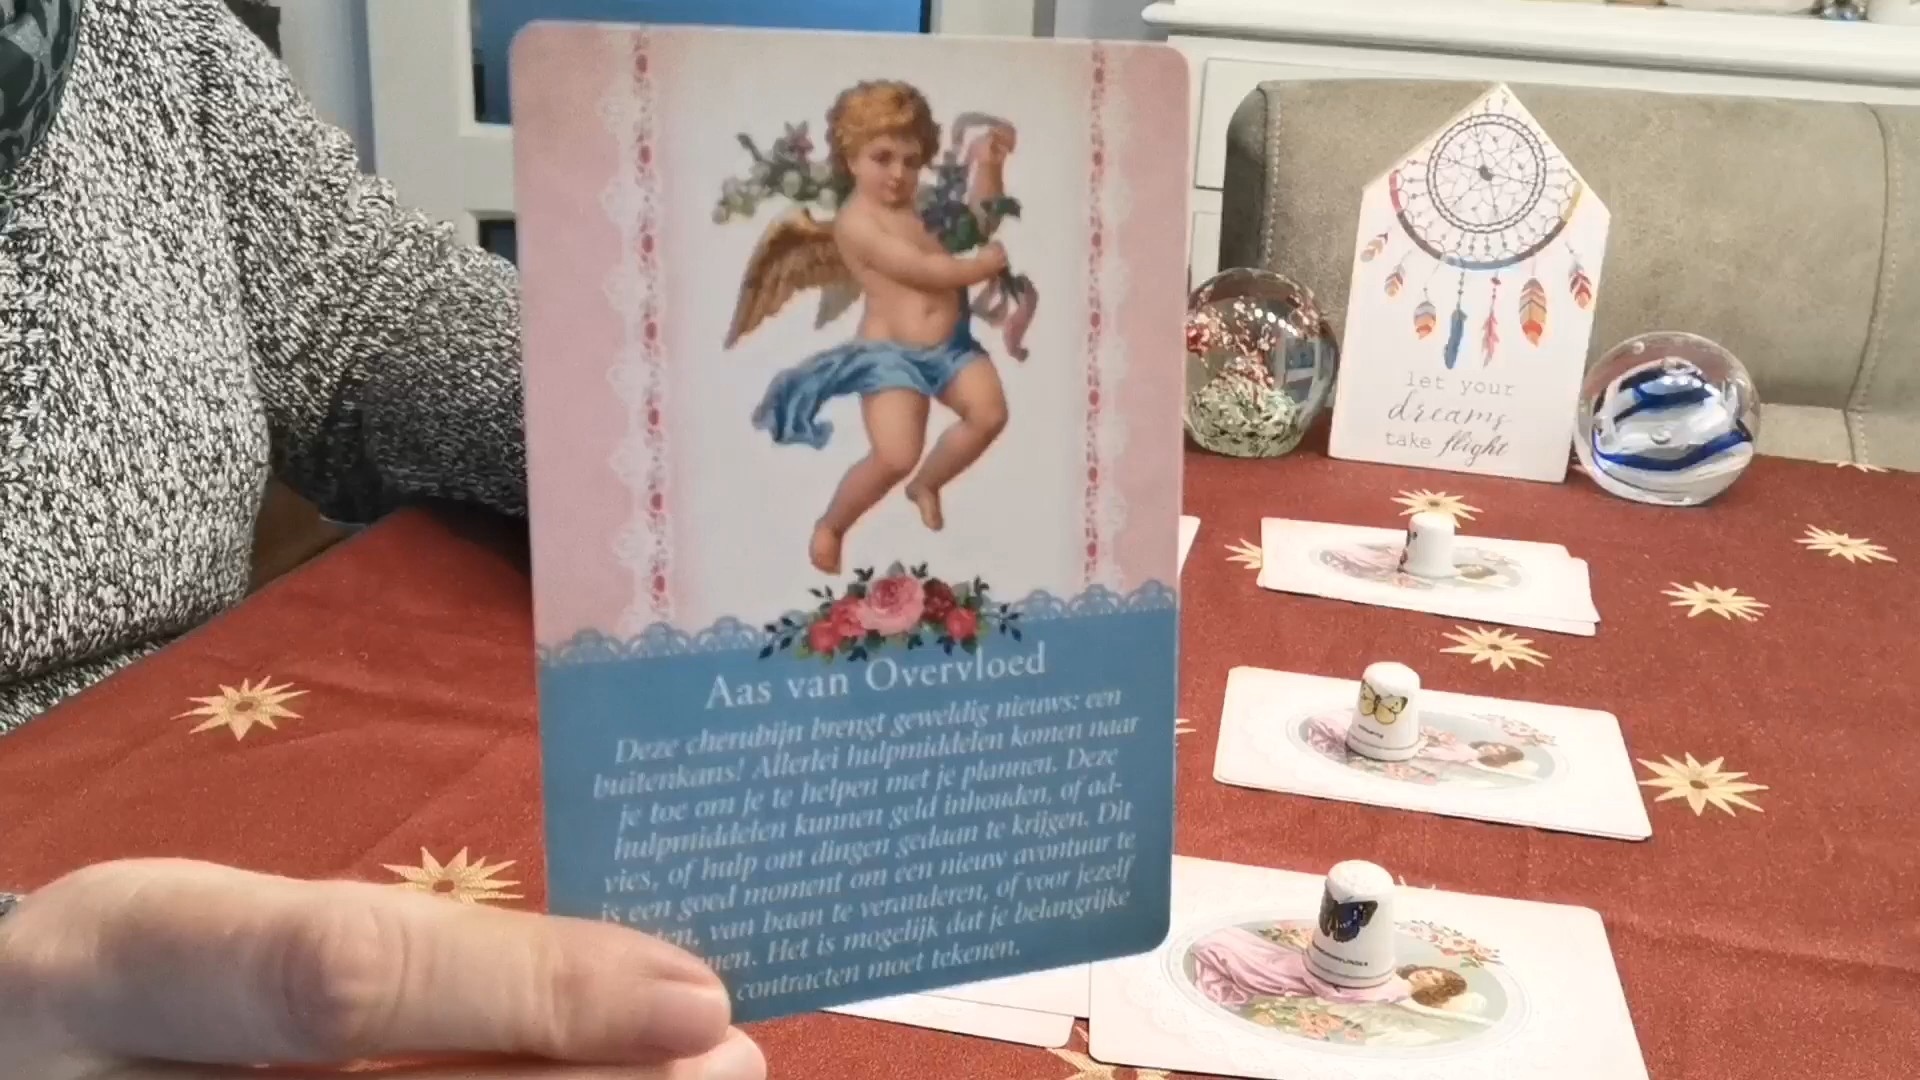 Aas van Overvloed
Deze cherubijn brengt geweldig nieuws: een
buitenkans! Allerlei hulpmiddelen komen naar
je toe om je te helpen met je plannen. Deze
hulpmiddelen kunnen geld inhouden, of ad-
vies, of hulp om dingen gedaan te krijgen. Dit
is een goed moment om een nieuw avontuur te
van baan te veranderen, of voor jezelf
Het is mogelijk dat je belangrijke
contracten moet tekenen.
let your
dreams
take flight